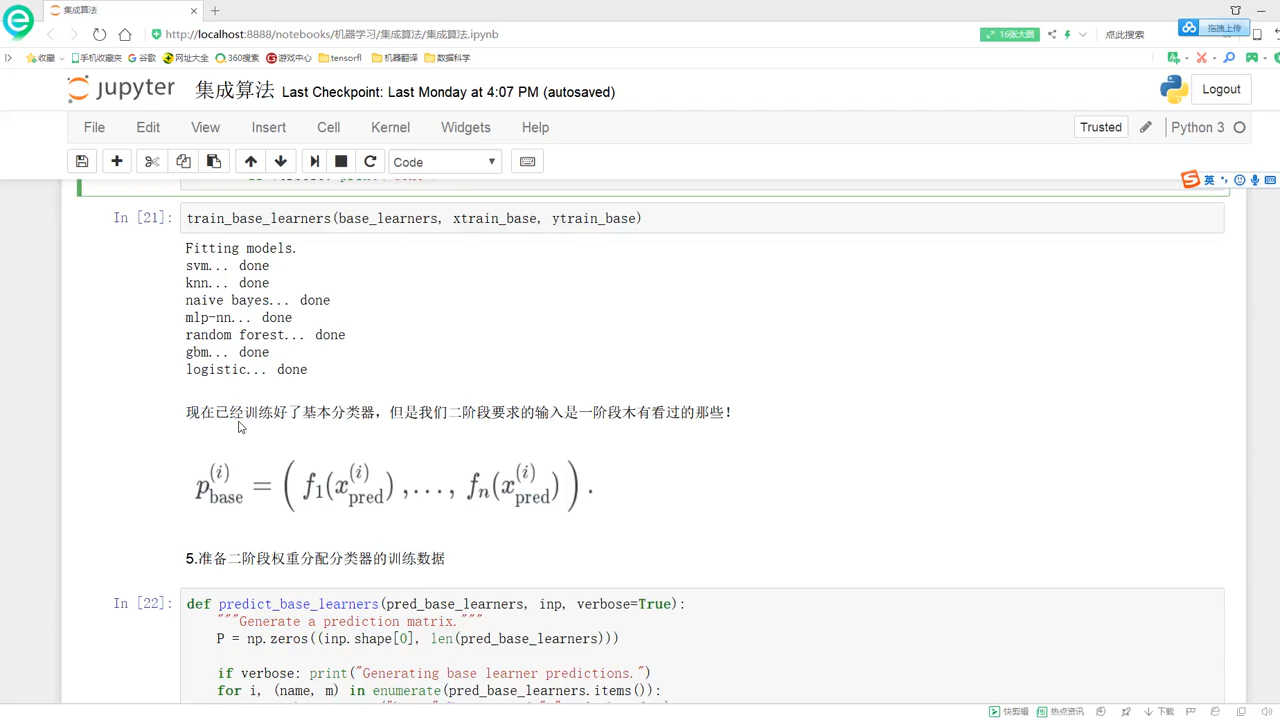 集成算法
http://localhost:8888/notebooks/机器学习/集成算法/集成算法.ipynb
16张大图
点此搜索
拖拽上传
收藏 手机收藏夹 谷歌 网址大全 360搜索 游戏中心 tensorfl 机器翻译 数据科学
jupyter 集成算法 Last Checkpoint: Last Monday at 4:07 PM (autosaved)
Logout
File Edit View Insert Cell Kernel Widgets Help
Trusted
Python 3
Code
英
In [21]: train_base_learners(base_learners, xtrain_base, ytrain_base)
Fitting models.
svm... done
knn... done
naive bayes... done
mlp-nn... done
random forest... done
gbm... done
logistic... done
现在已经训练好了基本分类器，但是我们二阶段要求的输入是一阶段木有看过的那些！
p_base^(i) = ( f_1(x_pred^(i)) , ..., f_n(x_pred^(i)) ) .
5.准备二阶段权重分配分类器的训练数据
In [22]: def predict_base_learners(pred_base_learners, inp, verbose=True):
"""Generate a prediction matrix."""
P = np.zeros((inp.shape[0], len(pred_base_learners)))
if verbose: print("Generating base learner predictions.")
for i, (name, m) in enumerate(pred_base_learners.items()):
快剪辑 热点资讯 下载